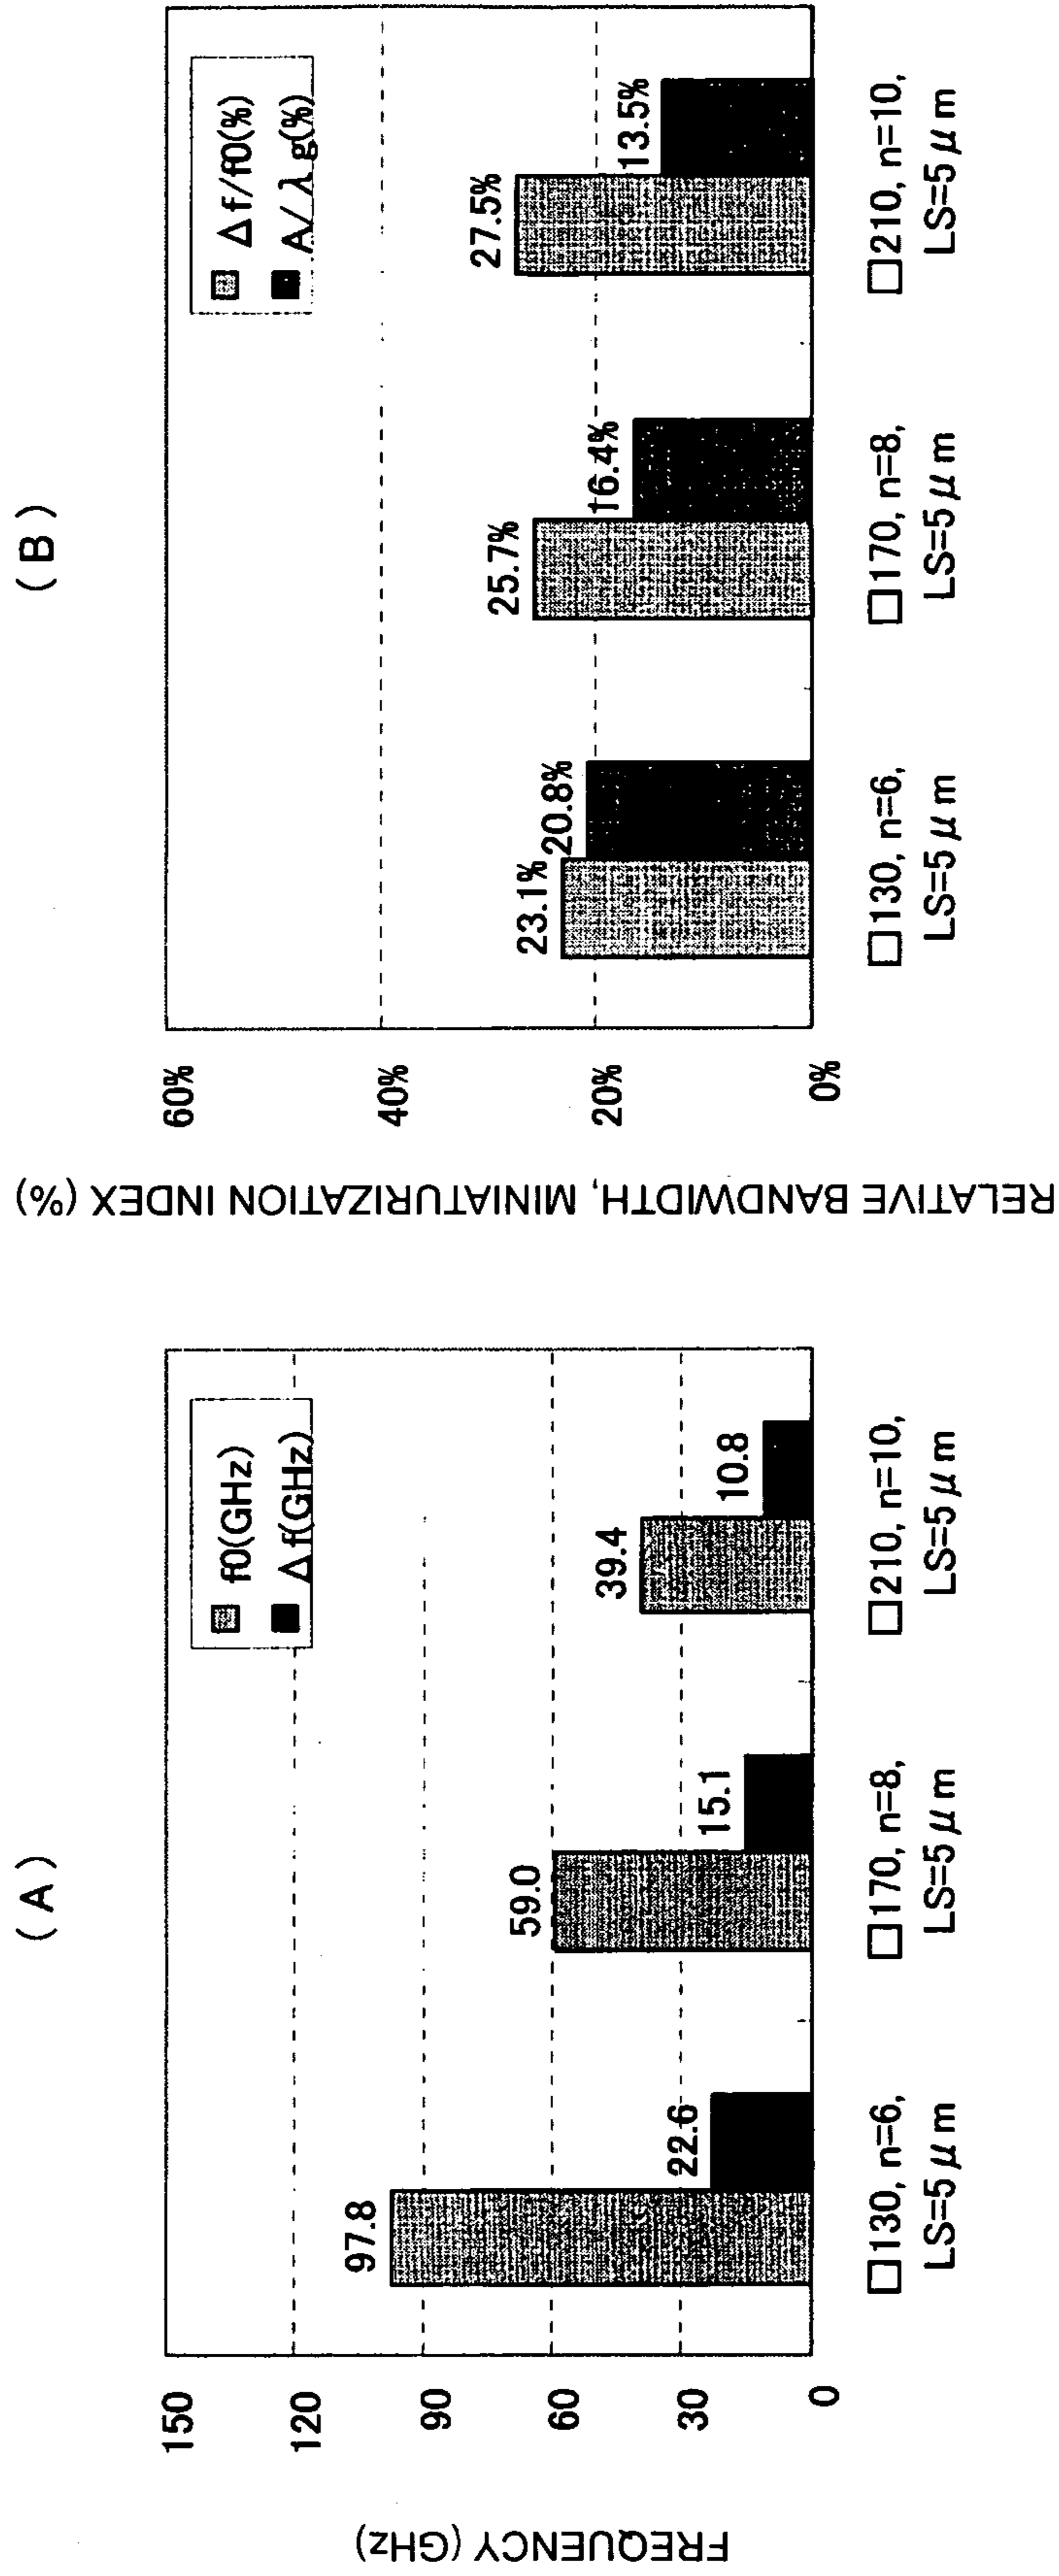 (A)
FREQUENCY (GHz)
150
120
90
60
30
0
f0(GHz)
Δf(GHz)
97.8
22.6
59.0
15.1
39.4
10.8
□130, n=6,
LS=5μm
□170, n=8,
LS=5μm
□210, n=10,
LS=5μm
(B)
RELATIVE BANDWIDTH, MINIATURIZATION INDEX (%)
60%
40%
20%
0%
Δf/f0(%)
A/λg(%)
23.1%
20.8%
25.7%
16.4%
27.5%
13.5%
□130, n=6,
LS=5μm
□170, n=8,
LS=5μm
□210, n=10,
LS=5μm